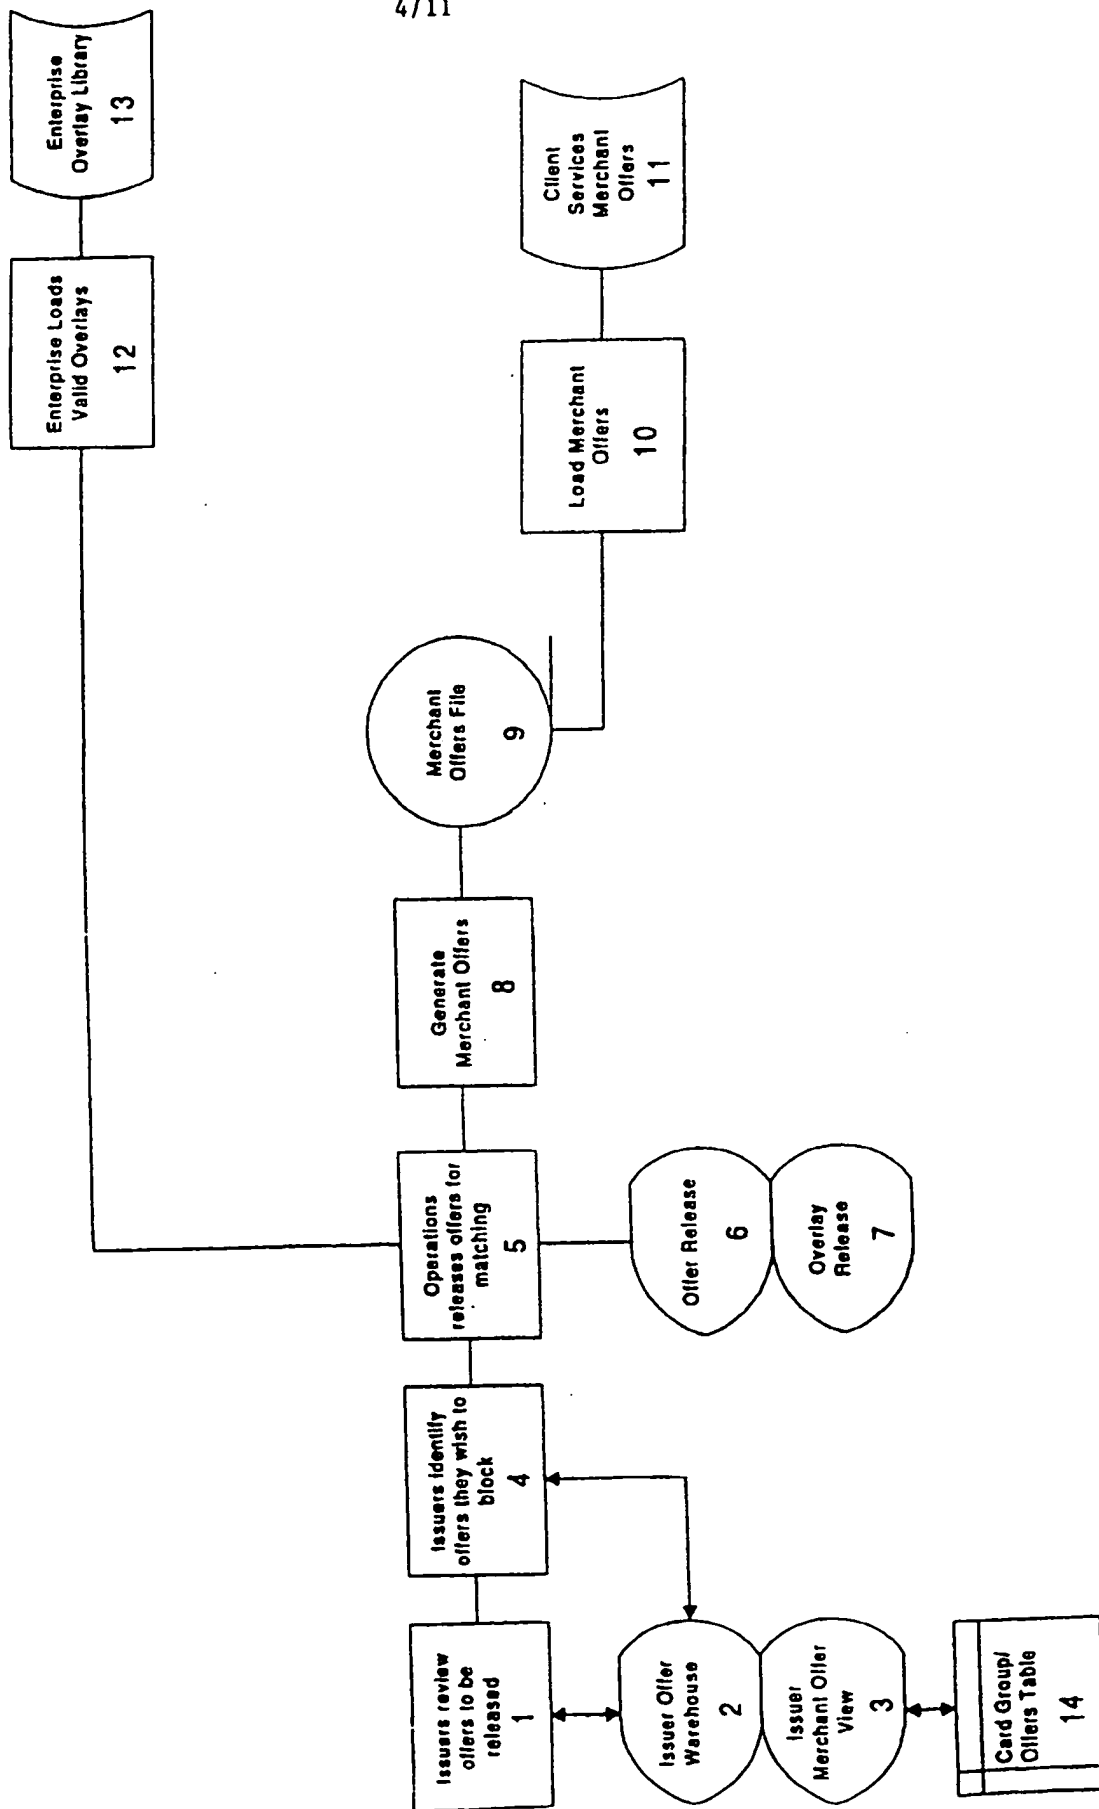 4/11
Enterprise
Overlay Library
13
Enterprise Loads
Valid Overlays
12
Client
Services
Merchant
Offers
11
Load Merchant
Offers
10
Merchant
Offers File
9
Generate
Merchant Offers
8
Operations
releases offers for
matching
5
Offer Release
6
Overlay
Release
7
Issuers identify
offers they wish to
block
4
Issuers review
offers to be
released
1
Issuer Offer
Warehouse
2
Issuer
Merchant Offer
View
3
Card Group/
Offers Table
14